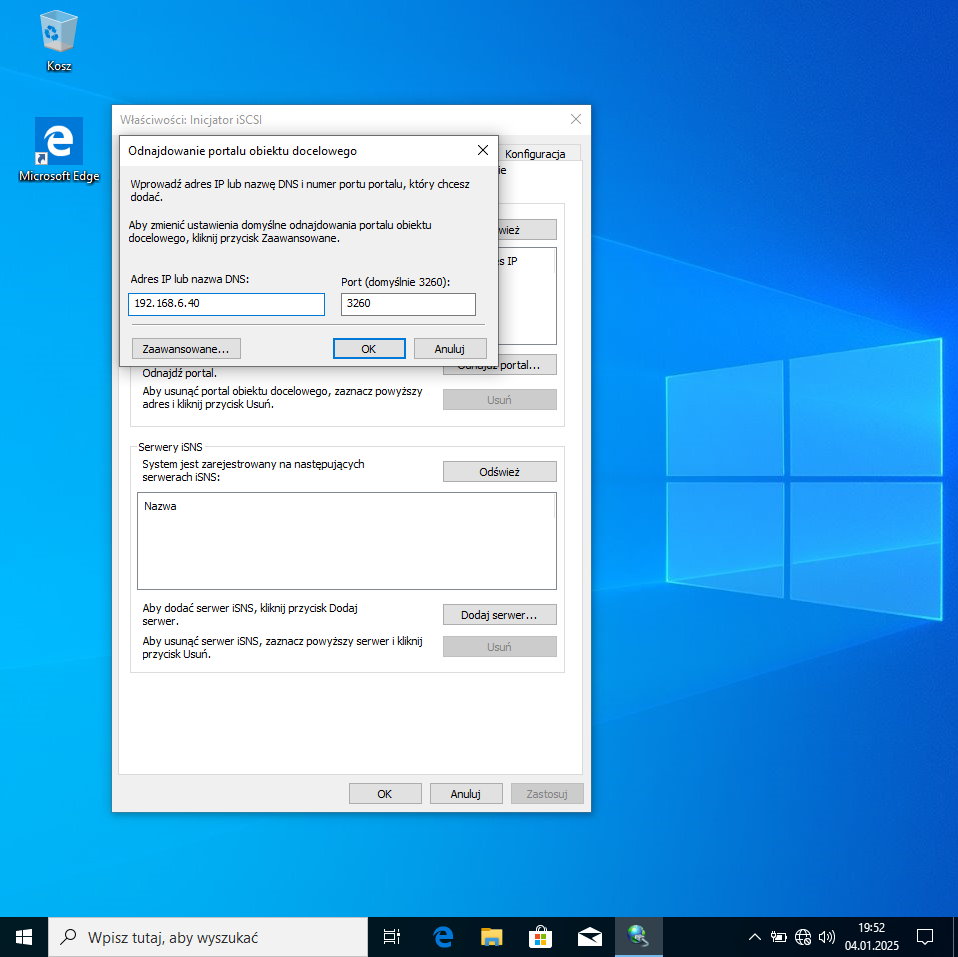 Kosz
Microsoft Edge
Właściwości: Inicjator iSCSI
Odnajdowanie portalu obiektu docelowego
Konfiguracja
Wprowadź adres IP lub nazwę DNS i numer portu portalu, który chcesz
dodać.
Aby zmienić ustawienia domyślne odnajdowania portalu obiektu
docelowego, kliknij przycisk Zaawansowane.
Adres IP lub nazwa DNS:
Port (domyślnie 3260):
192.168.6.40
3260
Zaawansowane...
OK
Anuluj
IP
portal...
Odnajdź portal.
Aby usunąć portal obiektu docelowego, zaznacz powyższy
adres i kliknij przycisk Usuń.
Usuń
Serwery iSNS
System jest zarejestrowany na następujących
serwerach iSNS:
Odśwież
Nazwa
Aby dodać serwer iSNS, kliknij przycisk Dodaj
serwer.
Dodaj serwer...
Aby usunąć serwer iSNS, zaznacz powyższy serwer i kliknij
przycisk Usuń.
Usuń
OK
Anuluj
Zastosuj
Wpisz tutaj, aby wyszukać
19:52
04.01.2025